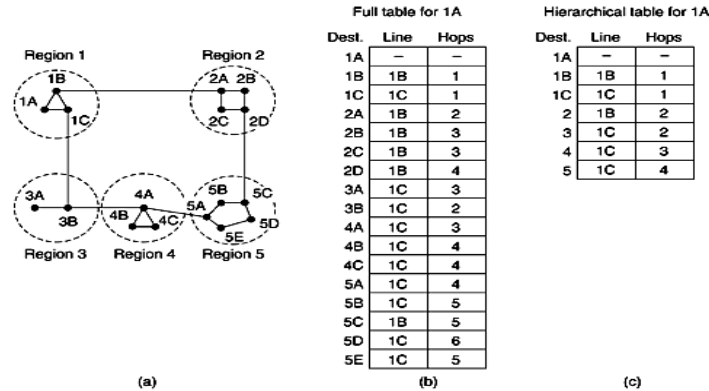 Full table for 1A Hierarchical table for 1A
Dest. Line Hops Dest. Line Hops
Region 1 Region 2
1B 2A 2B
1A 1C 2C 2D
3A 4A 5B 5C
3B 4B 4C 5A 5D
5E
Region 3 Region 4 Region 5
1A – –
1B 1B 1
1C 1C 1
2A 1B 2
2B 1B 3
2C 1B 3
2D 1B 4
3A 1C 3
3B 1C 2
4A 1C 3
4B 1C 4
4C 1C 4
5A 1C 4
5B 1C 5
5C 1B 5
5D 1C 6
5E 1C 5
1A – –
1B 1B 1
1C 1C 1
2 1B 2
3 1C 2
4 1C 3
5 1C 4
(a) (b) (c)